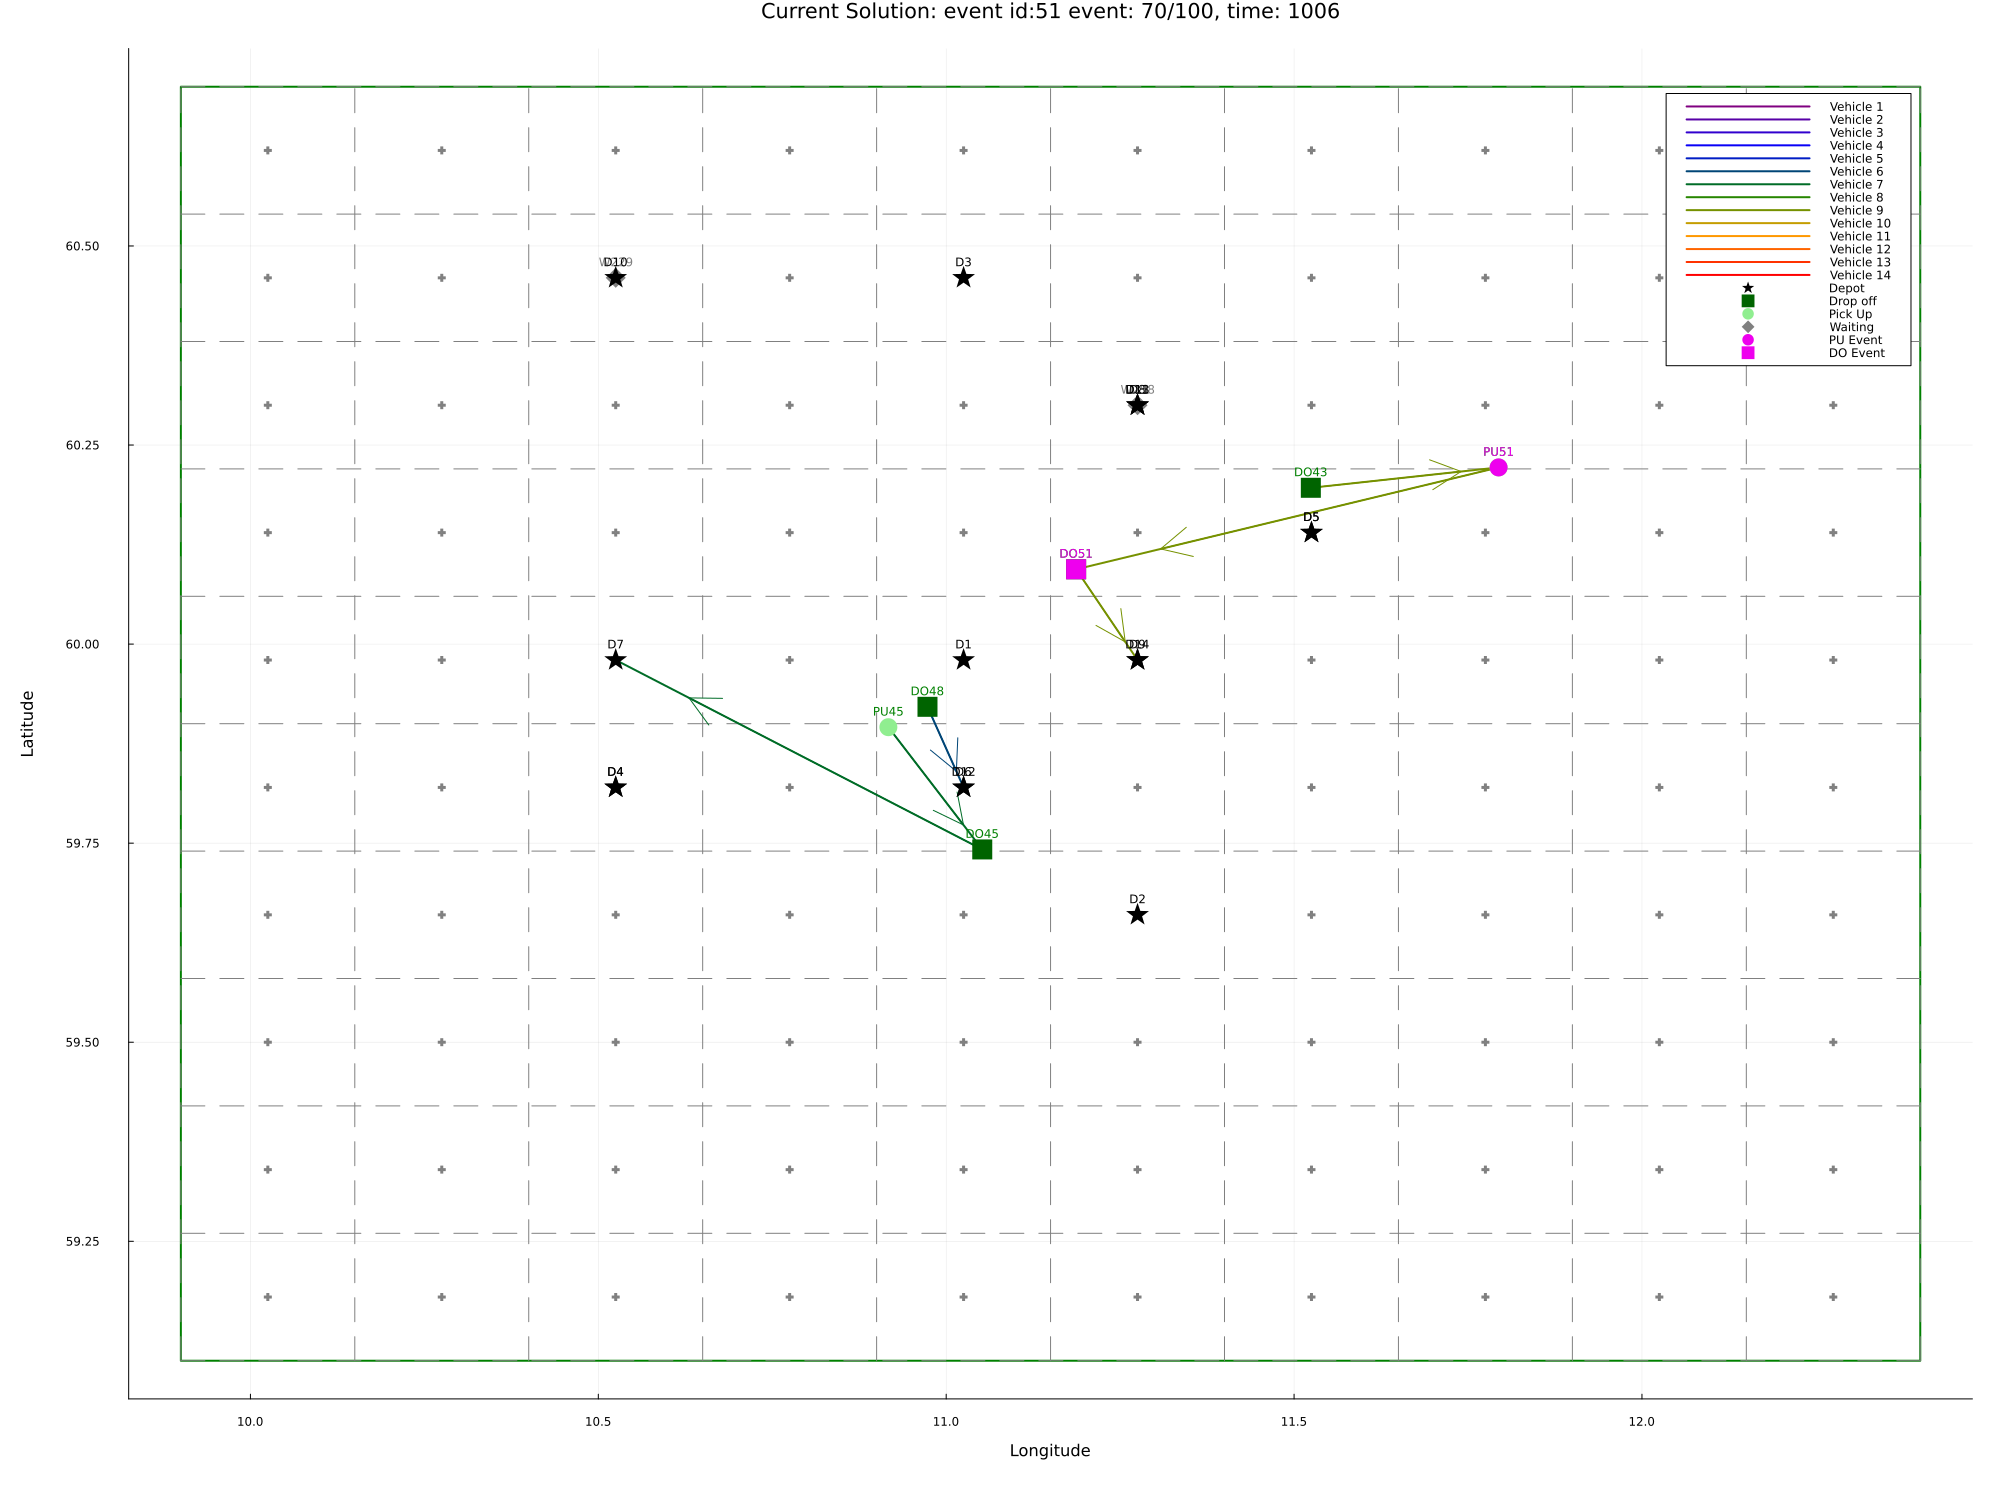 Current Solution: event id:51 event: 70/100, time: 1006
Vehicle 1
Vehicle 2
Vehicle 3
Vehicle 4
Vehicle 5
Vehicle 6
Vehicle 7
Vehicle 8
Vehicle 9
Vehicle 10
Vehicle 11
Vehicle 12
Vehicle 13
Vehicle 14
Depot
Drop off
Pick Up
Waiting
PU Event
DO Event
60.50
60.25
60.00
59.75
59.50
59.25
Latitude
D10
D3
PU51
DO43
D5
DO51
D7
D1
DO48
PU45
D4
DO45
D2
10.0
10.5
11.0
11.5
12.0
Longitude